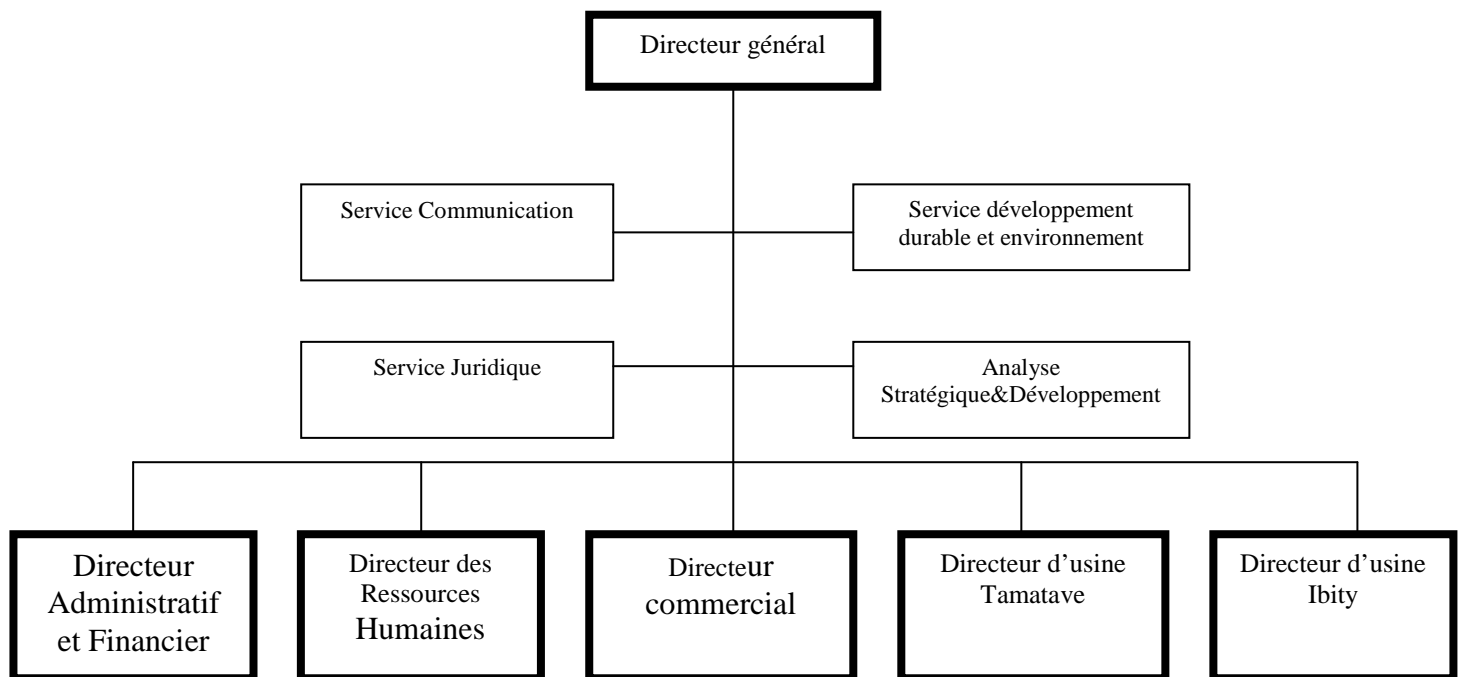 Directeur général
Service Communication
Service développement
durable et environnement
Service Juridique
Analyse
Stratégique&Développement
Directeur
Administratif
et Financier
Directeur des
Ressources
Humaines
Directeur
commercial
Directeur d’usine
Tamatave
Directeur d’usine
Ibity